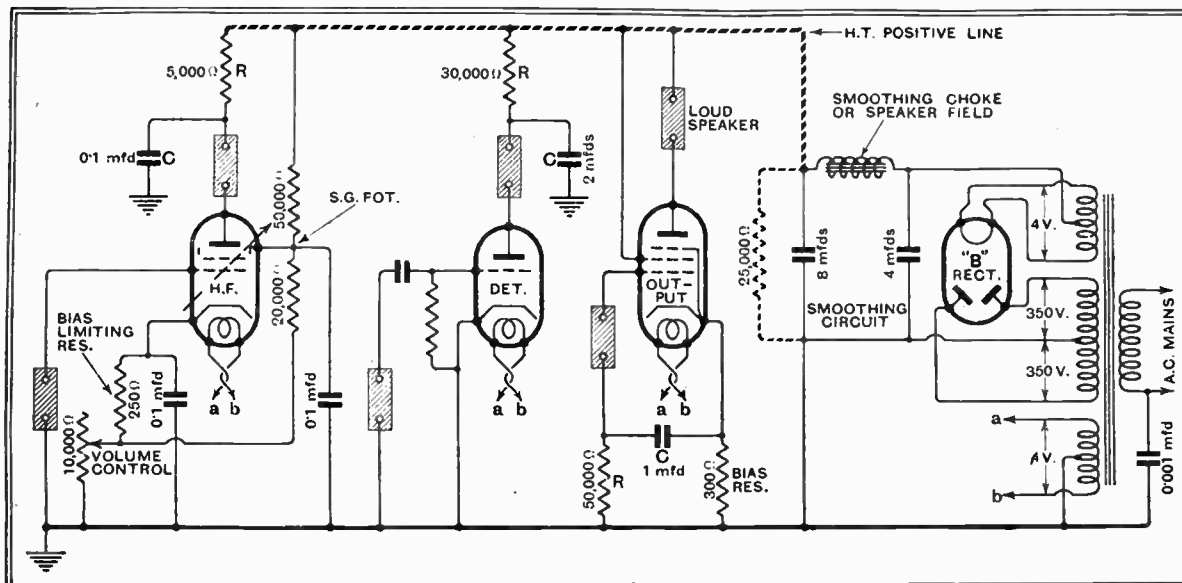 H.T. POSITIVE LINE
5,000Ω
R
30,000Ω
R
LOUD
SPEAKER
SMOOTHING CHOKE
OR SPEAKER FIELD
0·1 mfd
C
C
2 mfds
50,000Ω
S.G. POT.
4V.
H.F.
DET.
OUT-
PUT
25,000Ω
8 mfds
4 mfds
"B"
RECT.
20,000Ω
SMOOTHING
CIRCUIT
350 V.
350 V.
A.C. MAINS
BIAS
LIMITING
RES.
250Ω
0·1 mfd
0·1 mfd
a b
a b
a b
10,000Ω
VOLUME
CONTROL
C
1 mfd
50,000Ω
R
300Ω
BIAS
RES.
a
4V.
b
0·001 mfd